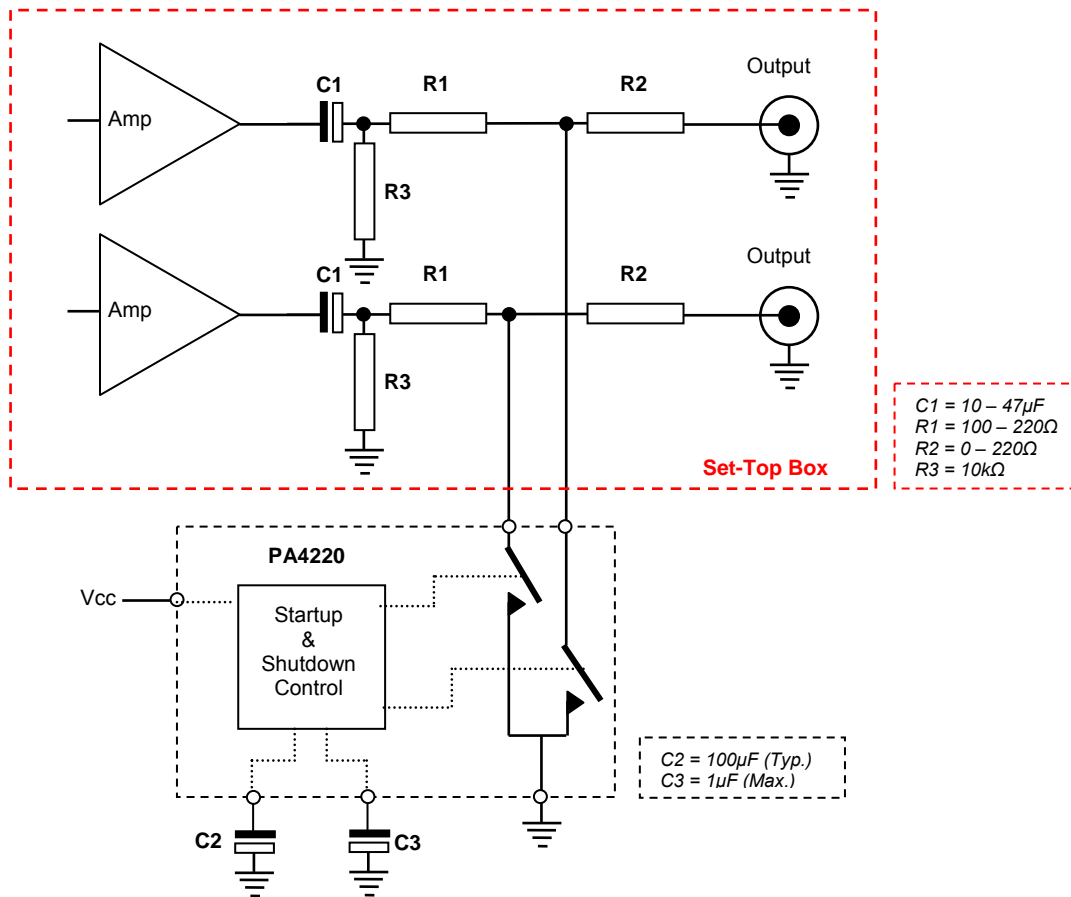 Output
C1
R1
R2
Amp
R3
Output
C1
R1
R2
Amp
R3
C1 = 10 – 47µF
R1 = 100 – 220Ω
R2 = 0 – 220Ω
R3 = 10kΩ
Set-Top Box
PA4220
Vcc
Startup
&
Shutdown
Control
C2 = 100µF (Typ.)
C3 = 1µF (Max.)
C2
C3